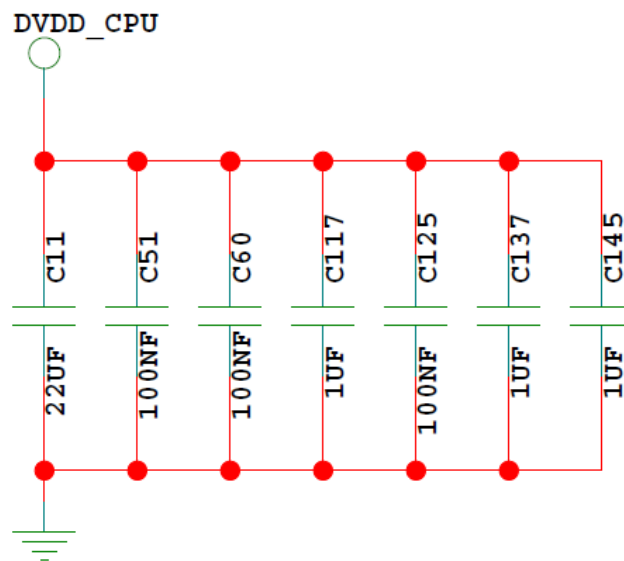 DVDD_CPU
C11
C51
C60
C117
C125
C137
C145
22UF
100NF
100NF
1UF
100NF
1UF
1UF